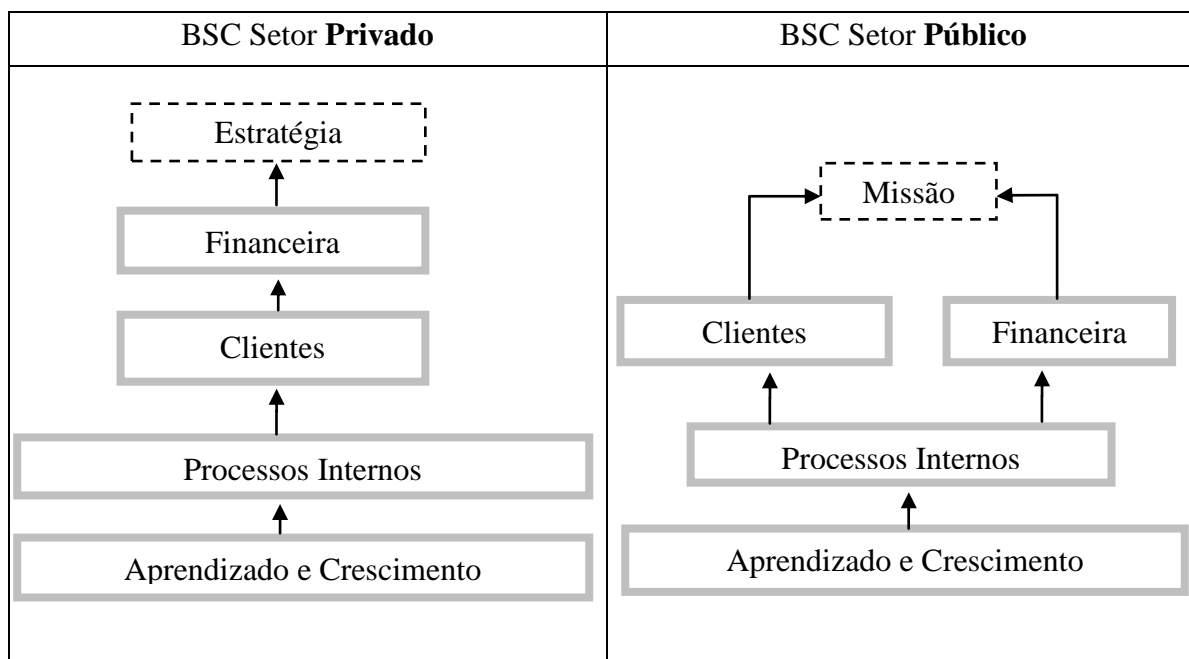 BSC Setor Privado
BSC Setor Público
Estratégia
Financeira
Clientes
Processos Internos
Aprendizado e Crescimento
Missão
Clientes
Financeira
Processos Internos
Aprendizado e Crescimento